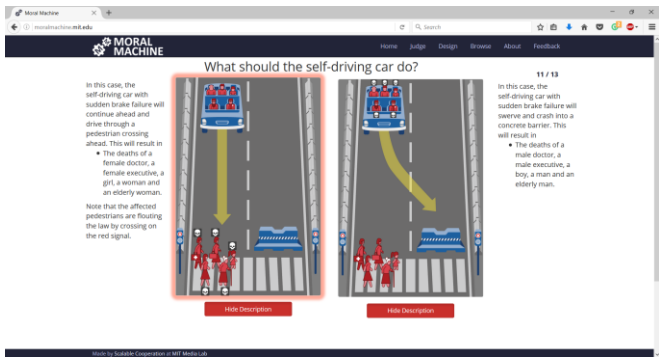 Moral Machine
moralmachine.mit.edu
Search
MORAL
MACHINE
Home
Judge
Design
Browse
About
Feedback
What should the self-driving car do?
In this case, the
self-driving car with
sudden brake failure will
continue ahead and
drive through a
pedestrian crossing
ahead. This will result in
• The deaths of a
female doctor, a
female executive, a
girl, a woman and
an elderly woman.
Note that the affected
pedestrians are flouting
the law by crossing on
the red signal.
Hide Description
Hide Description
11 / 13
In this case, the
self-driving car with
sudden brake failure will
swerve and crash into a
concrete barrier. This
will result in
• The deaths of a
male doctor, a
male executive, a
boy, a man and an
elderly man.
Made by Scalable Cooperation at MIT Media Lab